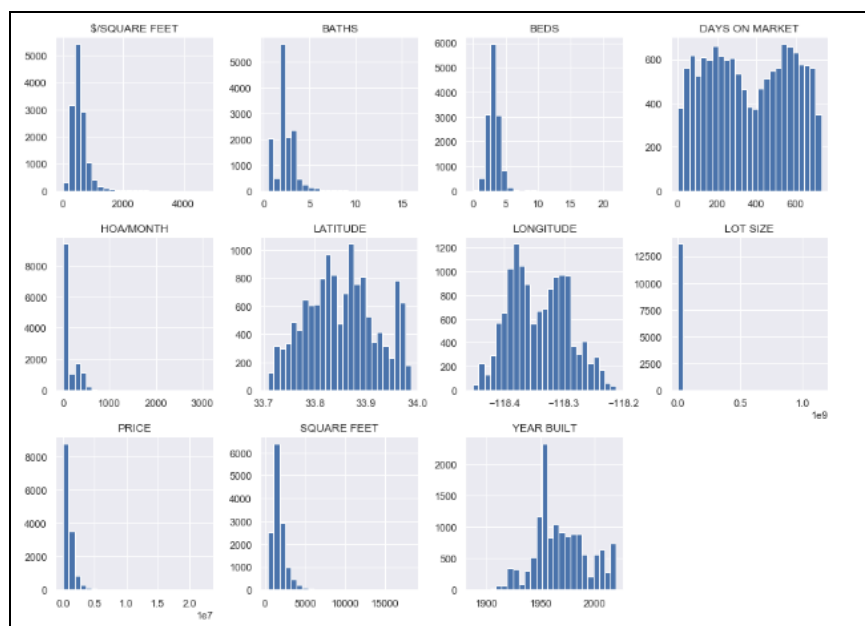 $/SQUARE FEET
5000
4000
3000
2000
1000
0
0 2000 4000
BATHS
5000
4000
3000
2000
1000
0
0 5 10 15
BEDS
6000
5000
4000
3000
2000
1000
0
0 5 10 15 20
DAYS ON MARKET
600
400
200
0
0 200 400 600
HOA/MONTH
8000
6000
4000
2000
0
0 1000 2000 3000
LATITUDE
1000
800
600
400
200
0
33.7 33.8 33.9 34.0
LONGITUDE
1200
1000
800
600
400
200
0
−118.4 −118.3 −118.2
LOT SIZE
12500
10000
7500
5000
2500
0
0.0 0.5 1.0
1e9
PRICE
8000
6000
4000
2000
0
0.0 0.5 1.0 1.5 2.0
1e7
SQUARE FEET
6000
5000
4000
3000
2000
1000
0
0 5000 10000 15000
YEAR BUILT
2000
1500
1000
500
0
1900 1950 2000